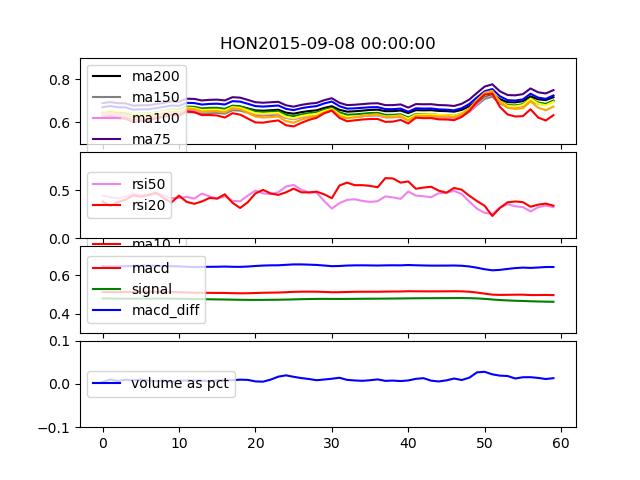 HON2015-09-08 00:00:00
0.8
0.6
ma200
ma150
ma100
ma75
0.5
0.0
rsi50
rsi20
ma10
0.6
0.4
macd
signal
macd_diff
0.1
0.0
−0.1
volume as pct
0 10 20 30 40 50 60